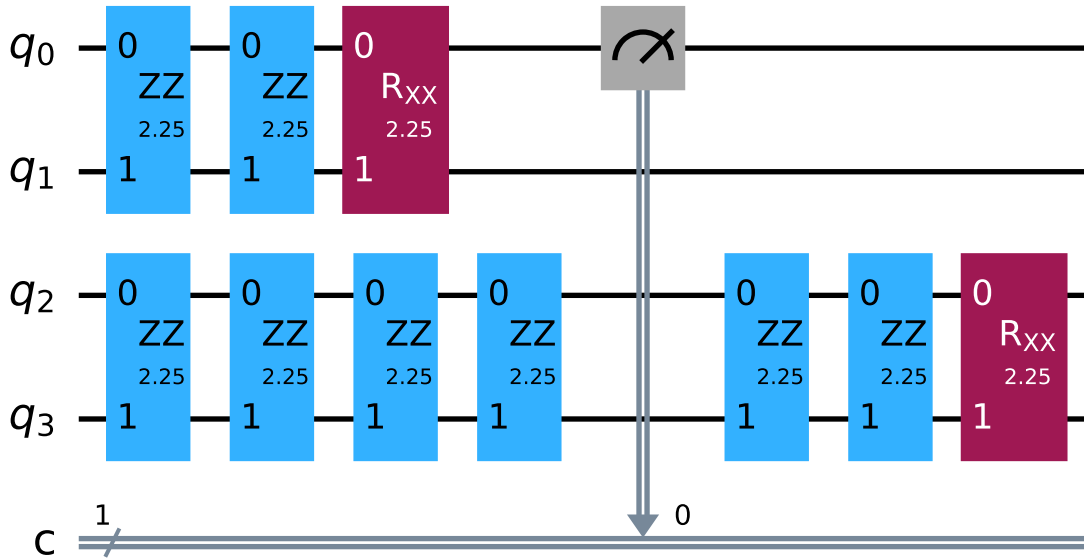 q0 0 0 0
ZZ ZZ RXX
2.25 2.25 2.25
q1 1 1 1
q2 0 0 0 0 0 0 0
ZZ ZZ ZZ ZZ ZZ ZZ RXX
2.25 2.25 2.25 2.25 2.25 2.25 2.25
q3 1 1 1 1 1 1 1
1 0
c